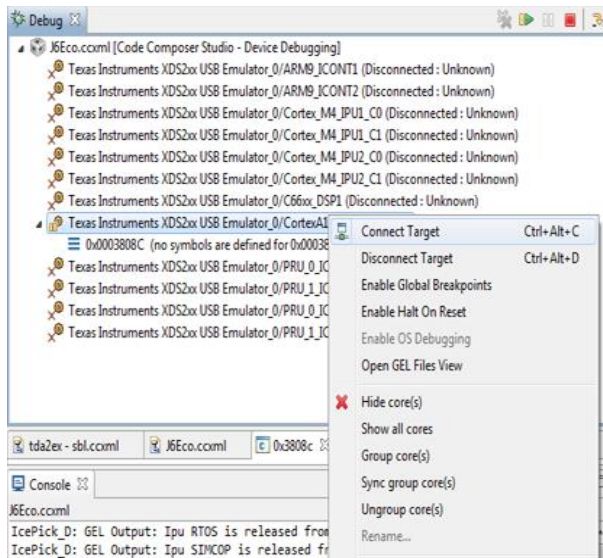 Debug
J6Eco.ccxml [Code Composer Studio - Device Debugging]
Texas Instruments XDS2xx USB Emulator_0/ARM9_ICONT1 (Disconnected : Unknown)
Texas Instruments XDS2xx USB Emulator_0/ARM9_ICONT2 (Disconnected : Unknown)
Texas Instruments XDS2xx USB Emulator_0/Cortex_M4_IPU1_C0 (Disconnected : Unknown)
Texas Instruments XDS2xx USB Emulator_0/Cortex_M4_IPU1_C1 (Disconnected : Unknown)
Texas Instruments XDS2xx USB Emulator_0/Cortex_M4_IPU2_C0 (Disconnected : Unknown)
Texas Instruments XDS2xx USB Emulator_0/Cortex_M4_IPU2_C1 (Disconnected : Unknown)
Texas Instruments XDS2xx USB Emulator_0/C66xx_DSP1 (Disconnected : Unknown)
Texas Instruments XDS2xx USB Emulator_0/CortexA1
0x0003808C (no symbols are defined for 0x00038
Texas Instruments XDS2xx USB Emulator_0/PRU_0_IC
Texas Instruments XDS2xx USB Emulator_0/PRU_1_IC
Texas Instruments XDS2xx USB Emulator_0/PRU_0_IC
Texas Instruments XDS2xx USB Emulator_0/PRU_1_IC
Connect Target Ctrl+Alt+C
Disconnect Target Ctrl+Alt+D
Enable Global Breakpoints
Enable Halt On Reset
Enable OS Debugging
Open GEL Files View
Hide core(s)
Show all cores
Group core(s)
Sync group core(s)
Ungroup core(s)
Rename...
tda2ex - sbl.ccxml J6Eco.ccxml 0x3808c
Console
J6Eco.ccxml
IcePick_D: GEL Output: Ipu RTOS is released from
IcePick_D: GEL Output: Ipu SIMCOP is released fr